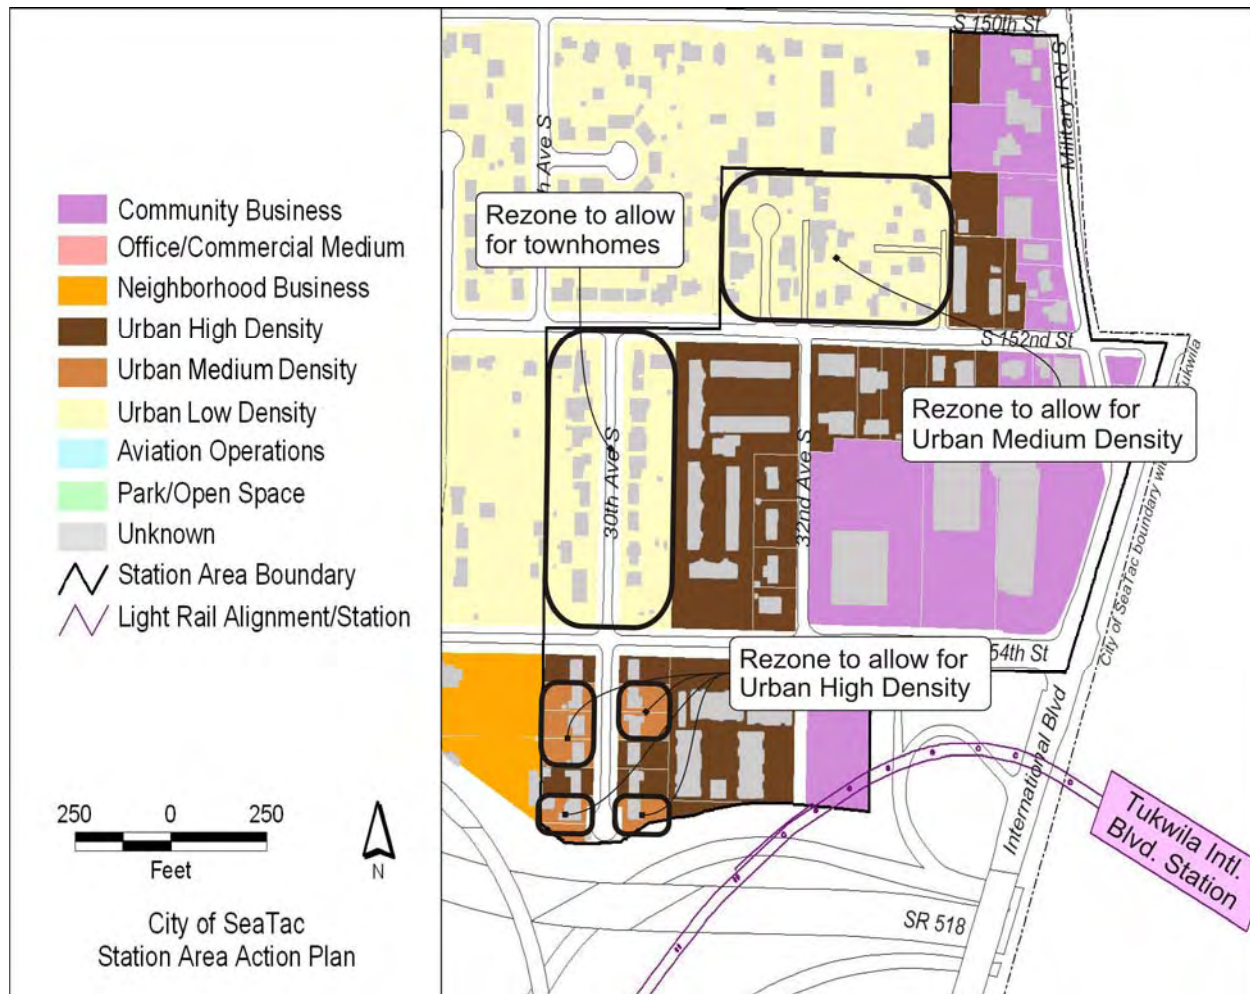 Community Business
Office/Commercial Medium
Neighborhood Business
Urban High Density
Urban Medium Density
Urban Low Density
Aviation Operations
Park/Open Space
Unknown
Station Area Boundary
Light Rail Alignment/Station
250 0 250
Feet
N
City of SeaTac
Station Area Action Plan
S 150th St
Military Rd S
h Ave S
Rezone to allow
for townhomes
S 152nd St
Rezone to allow for
Urban Medium Density
30th Ave S
32nd Ave S
City of SeaTac boundary wi
Tukwila
54th St
Rezone to allow for
Urban High Density
International Blvd
Tukwila Intl.
Blvd. Station
SR 518